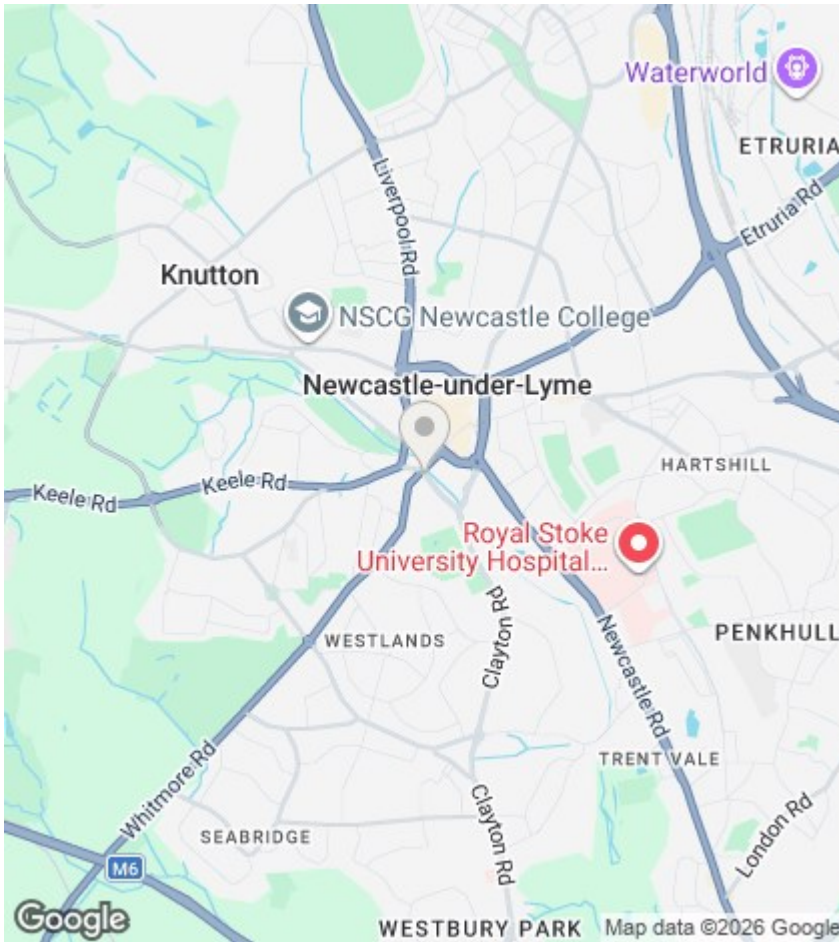 Waterworld
ETRURIA
Liverpool Rd
Etruria Rd
Knutton
NSCG Newcastle College
Newcastle-under-Lyme
HARTSHILL
Keele Rd
Keele Rd
Royal Stoke
University Hospital...
Clayton Rd
Newcastle Rd
WESTLANDS
PENKHULL
TRENT VALE
Whitmore Rd
Clayton Rd
London Rd
SEABRIDGE
M6
Google
WESTBURY PARK
Map data ©2026 Google